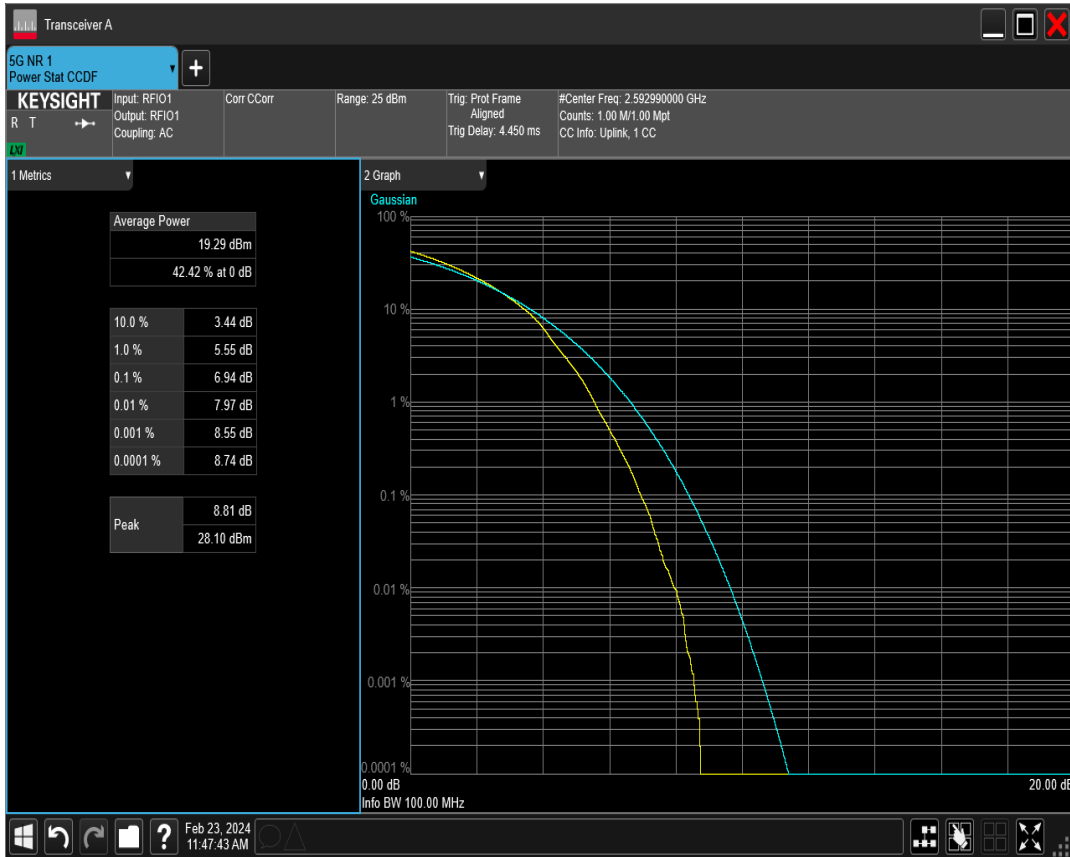 Transceiver A
5G NR 1
Power Stat CCDF
KEYSIGHT
R T
LXI
Input: RFIO1
Output: RFIO1
Coupling: AC
Corr CCorr
Range: 25 dBm
Trig: Prot Frame
Aligned
Trig Delay: 4.450 ms
#Center Freq: 2.592990000 GHz
Counts: 1.00 M/1.00 Mpt
CC Info: Uplink, 1 CC
1 Metrics
Average Power
19.29 dBm
42.42 % at 0 dB
10.0 % 3.44 dB
1.0 % 5.55 dB
0.1 % 6.94 dB
0.01 % 7.97 dB
0.001 % 8.55 dB
0.0001 % 8.74 dB
Peak
8.81 dB
28.10 dBm
2 Graph
Gaussian
100 %
10 %
1 %
0.1 %
0.01 %
0.001 %
0.0001 %
0.00 dB 20.00 dB
Info BW 100.00 MHz
? Feb 23, 2024
11:47:43 AM